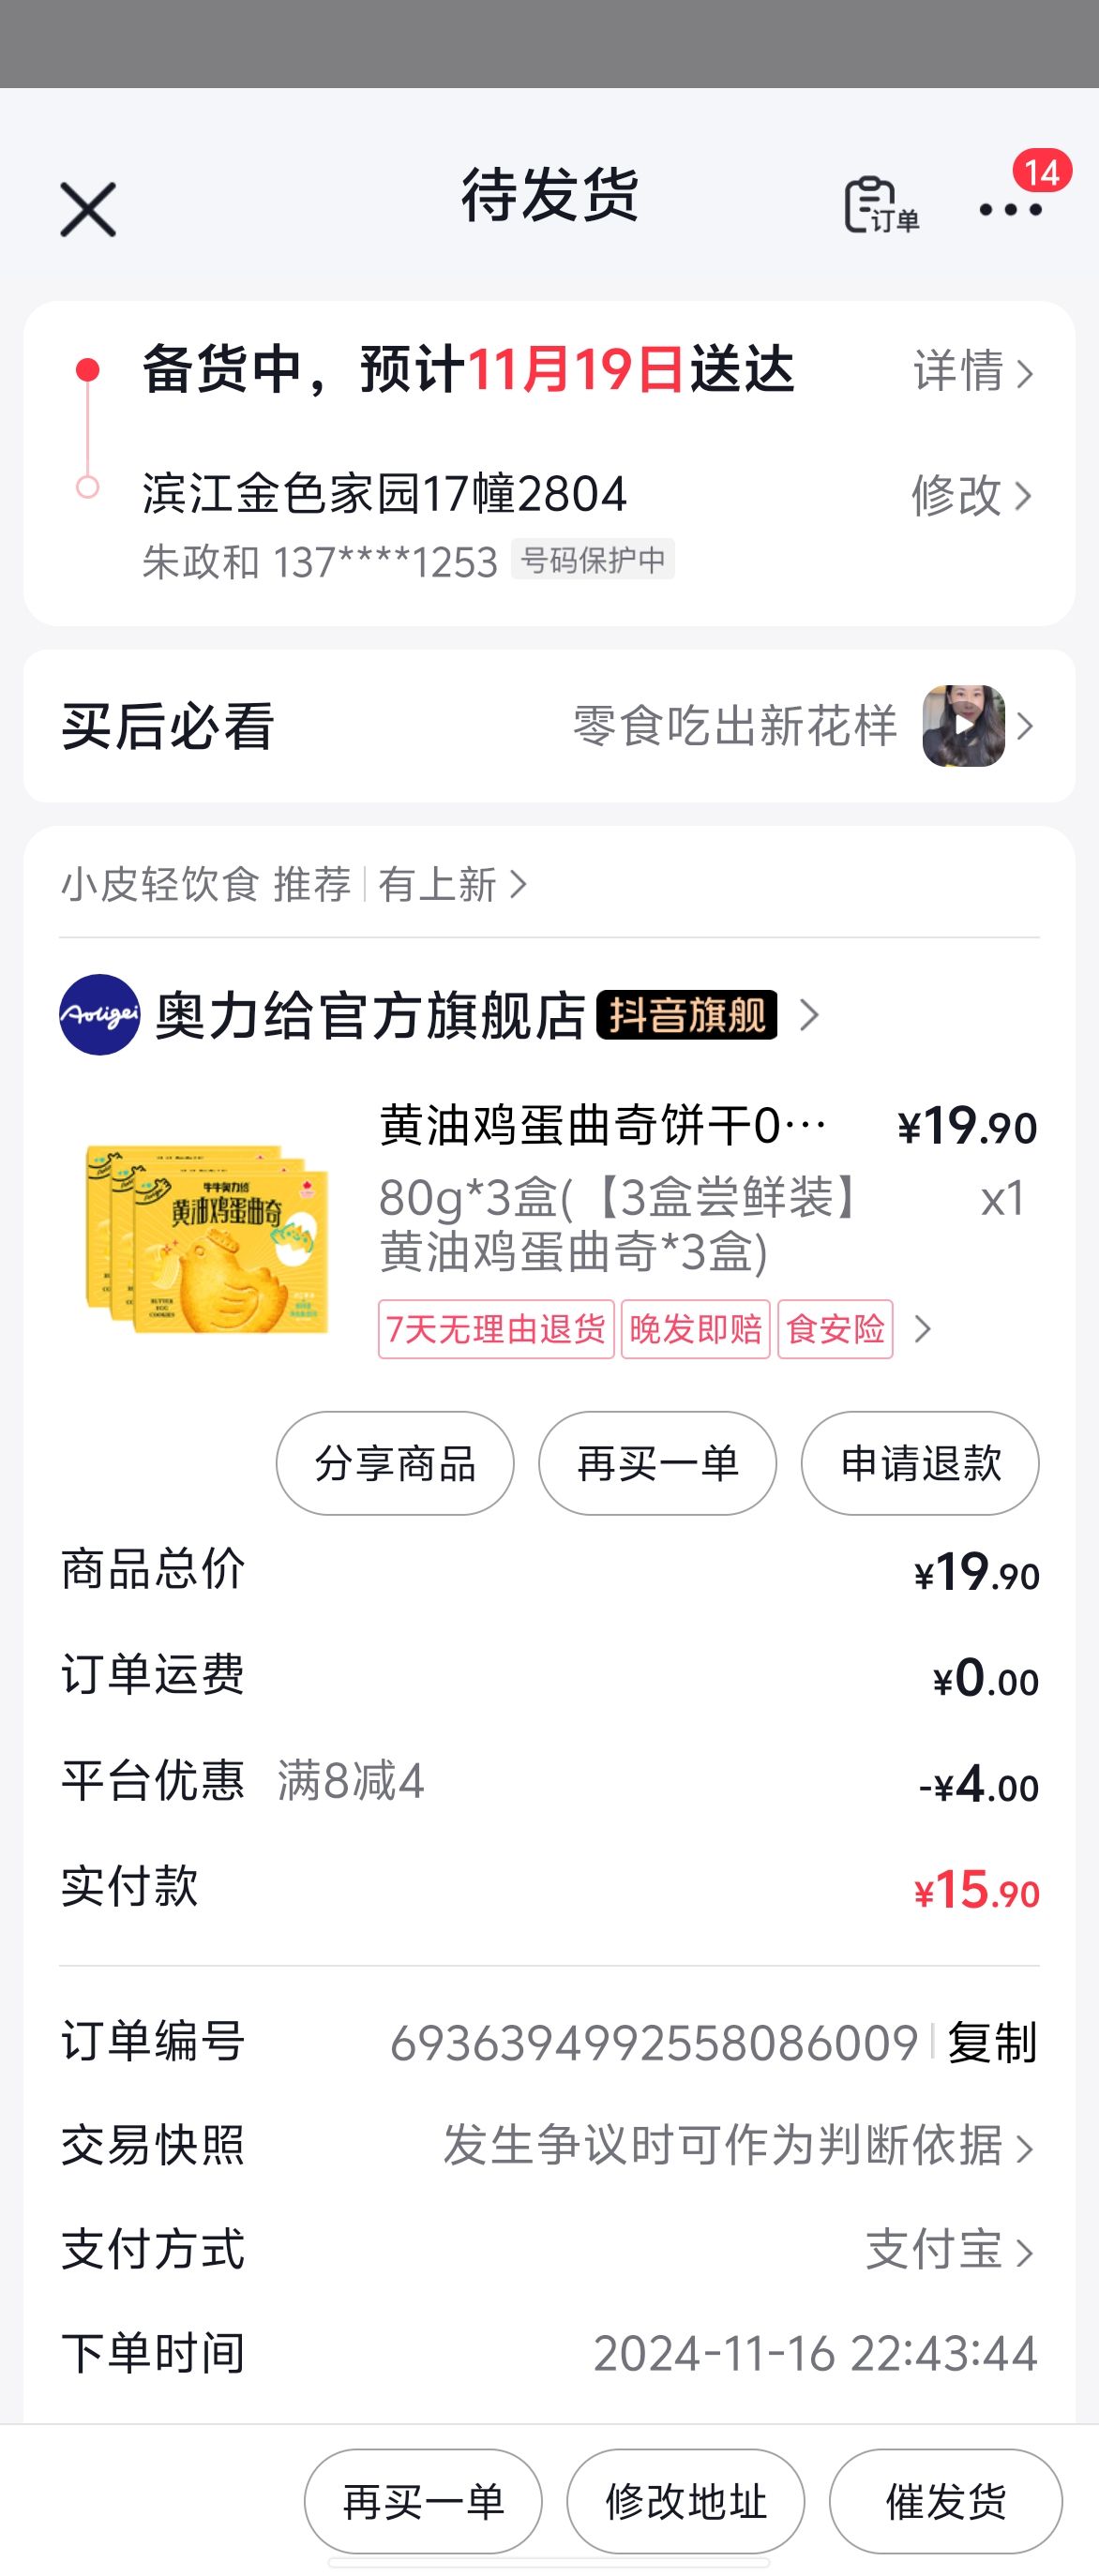 待发货
订单
14
备货中，预计11月19日送达
详情
滨江金色家园17幢2804
修改
朱政和 137****1253 号码保护中
买后必看
零食吃出新花样
小皮轻饮食 推荐 有上新
Aoligei 奥力给官方旗舰店 抖音旗舰
黄油鸡蛋曲奇饼干0… ¥19.90
80g*3盒(【3盒尝鲜装】 x1
黄油鸡蛋曲奇*3盒)
牛牛奥力给
黄油鸡蛋曲奇
BUTTER
EGG
COOKIES
7天无理由退货 晚发即赔 食安险
分享商品 再买一单 申请退款
商品总价 ¥19.90
订单运费 ¥0.00
平台优惠 满8减4 -¥4.00
实付款 ¥15.90
订单编号 6936394992558086009 复制
交易快照 发生争议时可作为判断依据
支付方式 支付宝
下单时间 2024-11-16 22:43:44
再买一单 修改地址 催发货